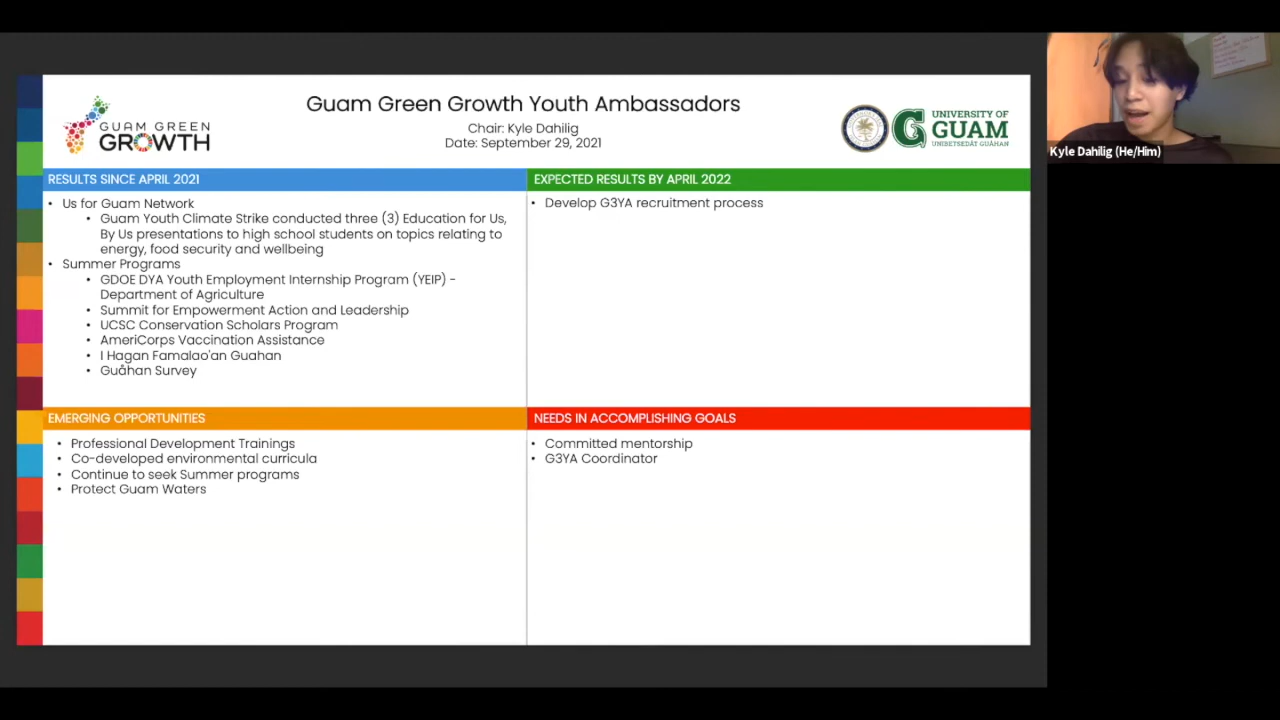 GUAM GREEN
GROWTH
Guam Green Growth Youth Ambassadors
Chair: Kyle Dahilig
Date: September 29, 2021
UNIVERSITY OF
GUAM
UNIBETSEDÅT GUÅHAN
Kyle Dahilig (He/Him)
RESULTS SINCE APRIL 2021
• Us for Guam Network
• Guam Youth Climate Strike conducted three (3) Education for Us,
By Us presentations to high school students on topics relating to
energy, food security and wellbeing
• Summer Programs
• GDOE DYA Youth Employment Internship Program (YEIP) -
Department of Agriculture
• Summit for Empowerment Action and Leadership
• UCSC Conservation Scholars Program
• AmeriCorps Vaccination Assistance
• I Hagan Famalao'an Guahan
• Guåhan Survey
EXPECTED RESULTS BY APRIL 2022
• Develop G3YA recruitment process
EMERGING OPPORTUNITIES
• Professional Development Trainings
• Co-developed environmental curricula
• Continue to seek Summer programs
• Protect Guam Waters
NEEDS IN ACCOMPLISHING GOALS
• Committed mentorship
• G3YA Coordinator